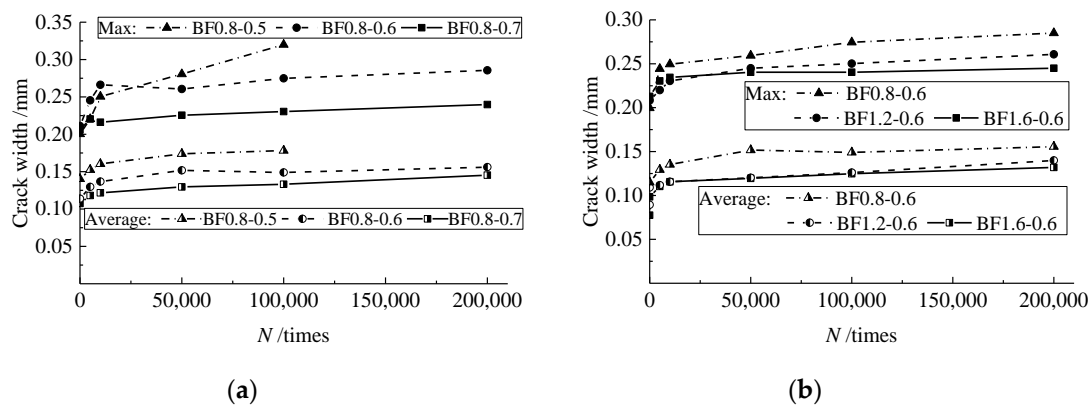 0.35
Max: BF0.8-0.5 BF0.8-0.6 BF0.8-0.7
0.30
0.25
0.20
0.15
0.10
Average: BF0.8-0.5 BF0.8-0.6 BF0.8-0.7
0.05
Crack width /mm
0 50,000 100,000 150,000 200,000
N /times
(a)
0.30
0.25
Max: BF0.8-0.6
BF1.2-0.6 BF1.6-0.6
0.20
0.15
0.10
Average: BF0.8-0.6
BF1.2-0.6 BF1.6-0.6
0.05
Crack width /mm
0 50,000 100,000 150,000 200,000
N /times
(b)